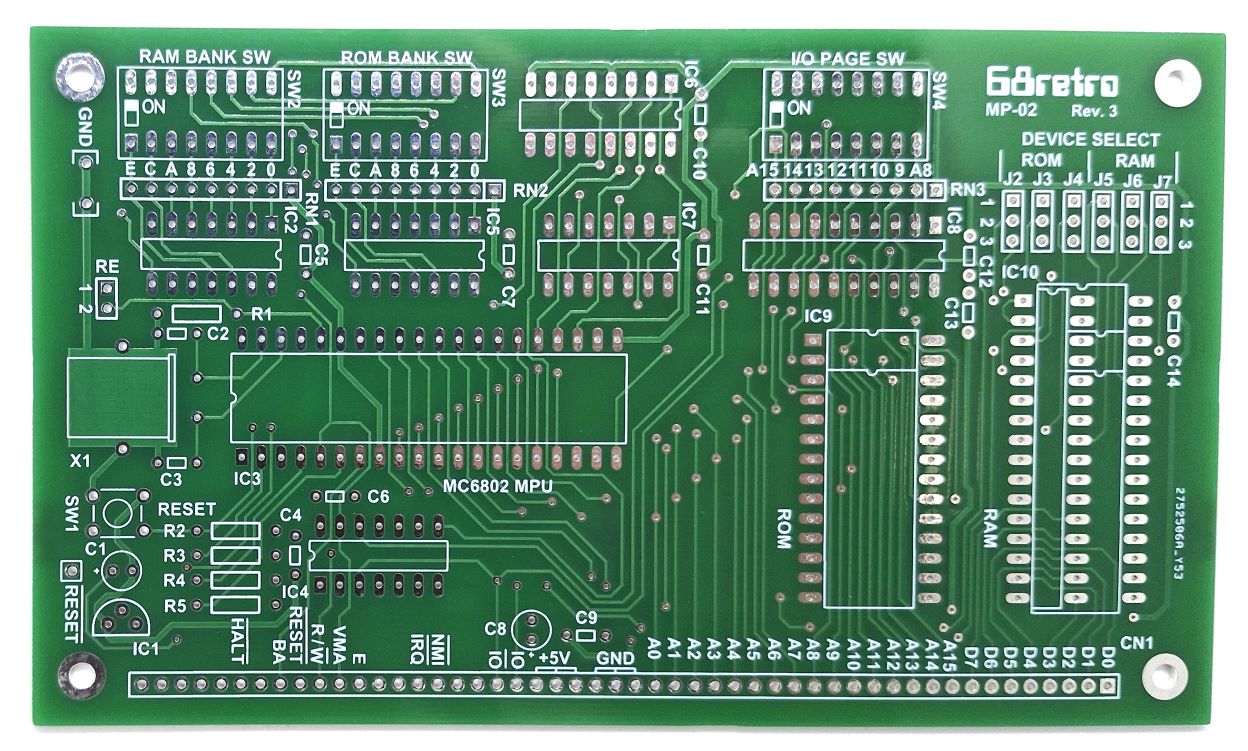 RAM BANK SW
ROM BANK SW
IC6
I/O PAGE SW
68retro
MP-02 Rev. 3
ON
SW2
ON
SW3
ON
SW4
C10
GND
DEVICE SELECT
ROM RAM
J2 J3 J4 J5 J6 J7
E C A 8 6 4 2 0
E C A 8 6 4 2 0
A15 14 13 12 11 10 9 A8
RN1
RN2
RN3
1 1
2 2
3 3
IC2
IC5
IC7
IC8
C5
C7
C11
C12
C13
IC10
RE
1 2
R1
C2
IC9
C14
X1
C3
IC3
MC6802 MPU
C6
SW1
RESET
C4
R2
R3
R4
R5
C1
+
RESET
IC1
IC4
ROM
RAM
2752506A_Y53
HALT
BA
RESET
R/W
VMA
E
IRQ
NMI
C8
+
C9
IO
IO
+5V
GND
A0 A1 A2 A3 A4 A5 A6 A7 A8 A9 A10 A11 A12 A13 A14 A15 D7 D6 D5 D4 D3 D2 D1 D0
CN1